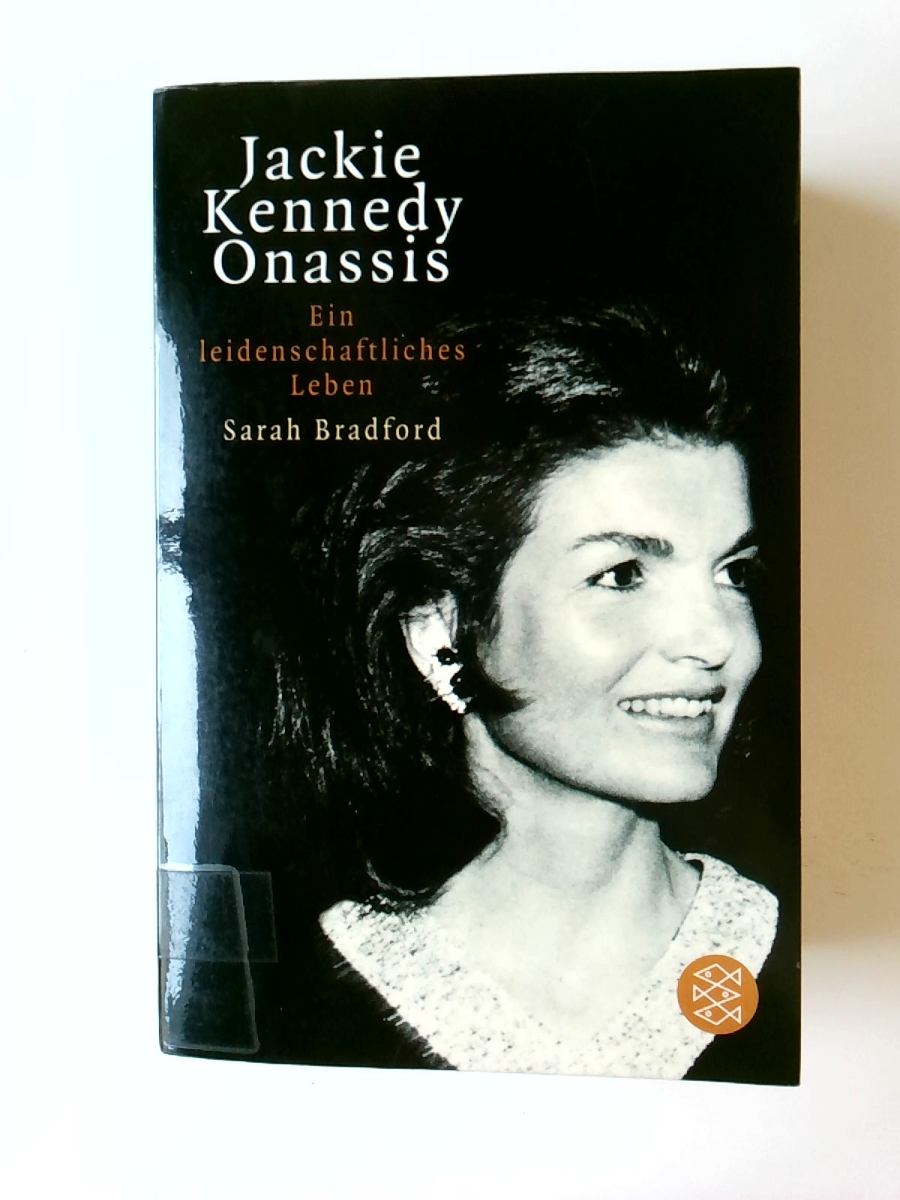 Jackie
Kennedy
Onassis
Ein
leidenschaftliches
Leben
Sarah Bradford